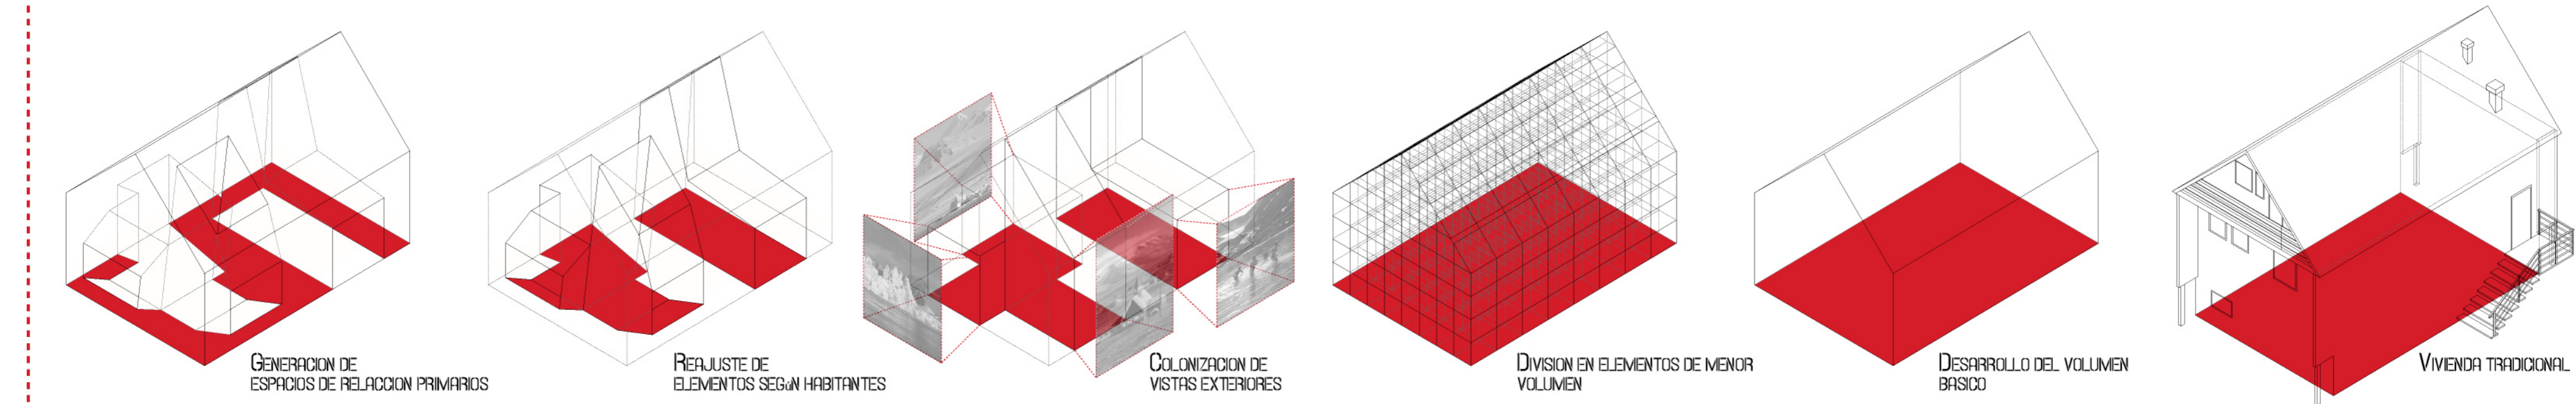 GENERACION DE
ESPACIOS DE RELACCION PRIMARIOS
REAJUSTE DE
ELEMENTOS SEGúN HABITANTES
COLONIZACION DE
VISTAS EXTERIORES
DIVISION EN ELEMENTOS DE MENOR
VOLUMEN
DESARROLLO DEL VOLUMEN
BASICO
VIVIENDA TRADICIONAL